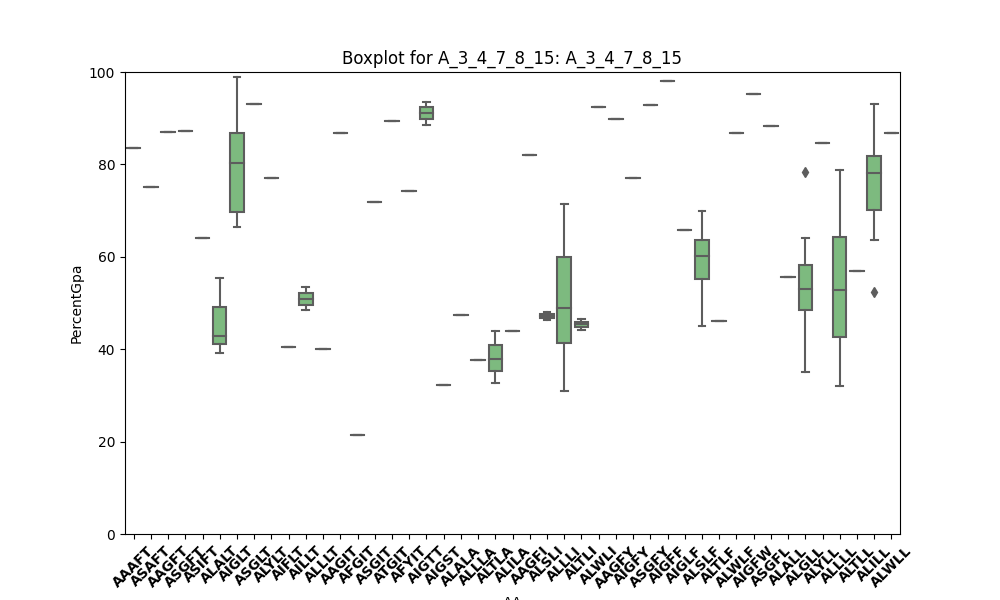 Boxplot for A_3_4_7_8_15: A_3_4_7_8_15
PercentGpa
100
80
60
40
20
0
AAAFT
ASAFT
AAGFT
ASGFT
ASIFT
ALALT
AIGLT
ASGLT
ALYLT
AIFLT
AILLT
ALLLT
AAGIT
AFGIT
ASGIT
ATGIT
AFYIT
AIGTT
AIGST
ALALA
ALLLA
ALTLA
ALILA
AAGFI
ALSLI
ALLLI
ALTLI
ALWLI
AAGFY
AIGFY
ASGFY
AIGFF
AIGLF
ALSLF
ALTLF
ALWLF
AIGFW
ASGFL
ALALL
ALGLL
ALYLL
ALLLL
ALTLL
ALILL
ALWLL